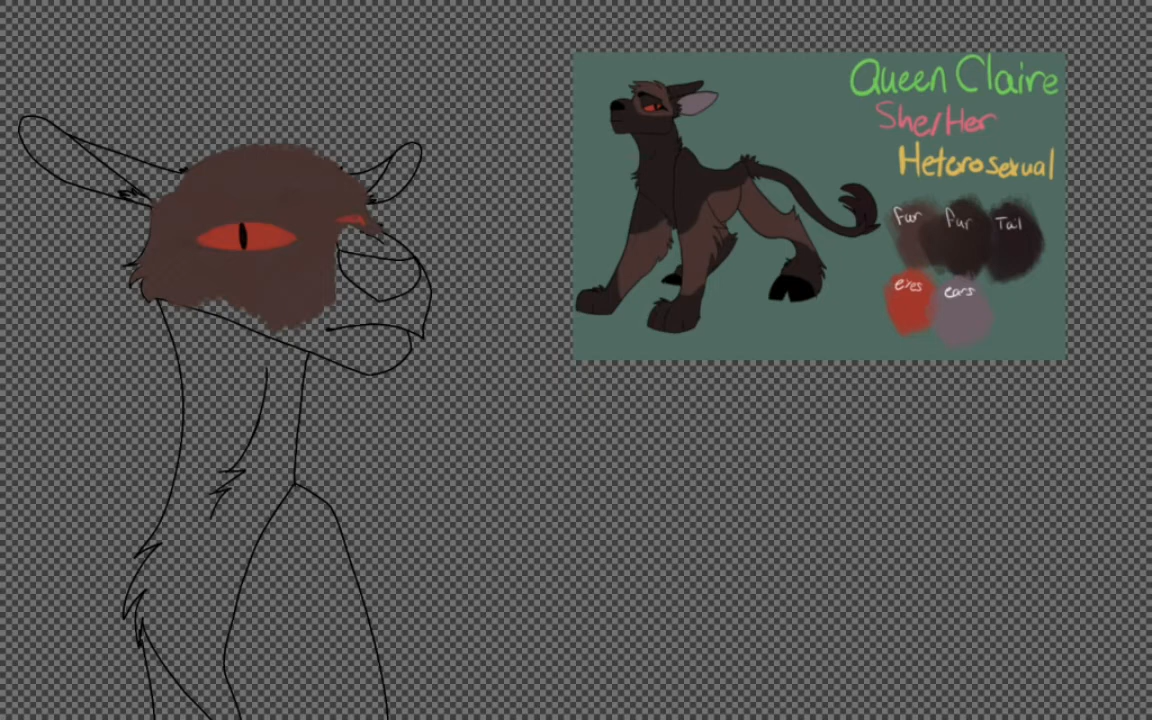 Queen Claire
She/Her
Heterosexual
fur fur Tail
eyes ears